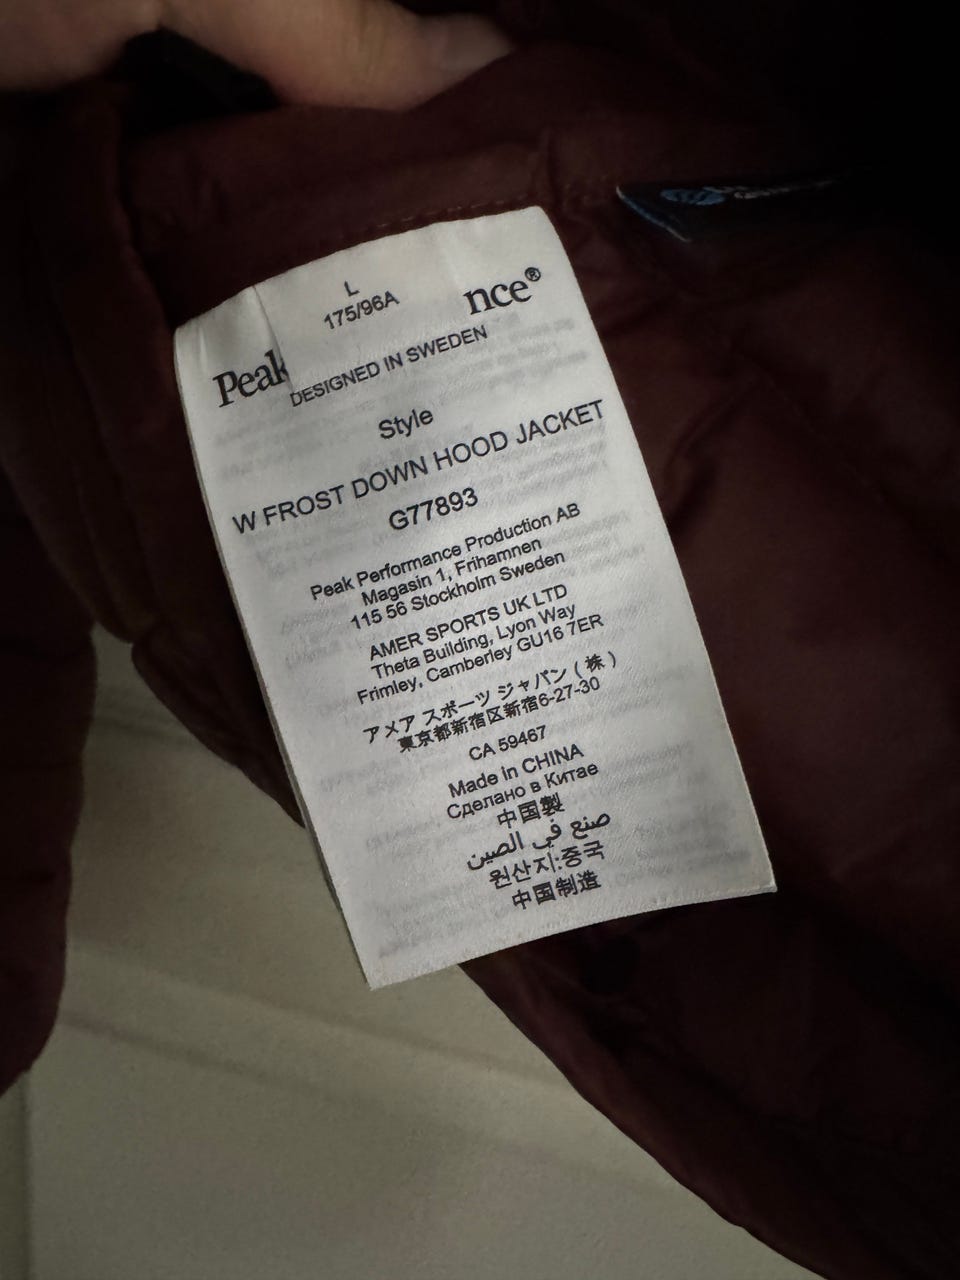 L
175/96A
Peak
nce®
DESIGNED IN SWEDEN
Style
W FROST DOWN HOOD JACKET
G77893
Peak Performance Production AB
Magasin 1, Frihamnen
115 56 Stockholm Sweden
AMER SPORTS UK LTD
Theta Building, Lyon Way
Frimley, Camberley GU16 7ER
アメア スポーツ ジャパン (株)
東京都新宿区新宿6-27-30
CA 59467
Made in CHINA
Сделано в Китае
中国製
صنع في الصين
원산지:중국
中国制造